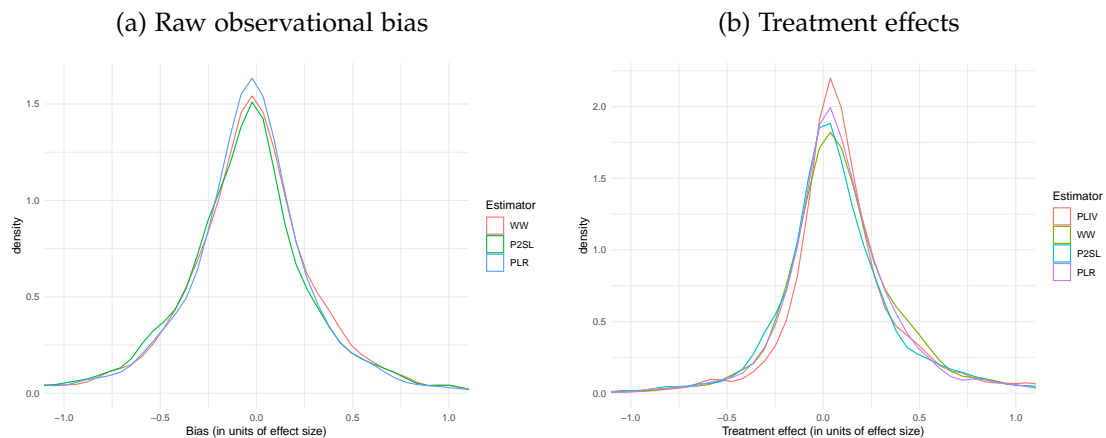 (a) Raw observational bias
1.5
1.0
0.5
0.0
density
−1.0
−0.5
0.0
0.5
1.0
Bias (in units of effect size)
Estimator
WW
P2SL
PLR
(b) Treatment effects
2.0
1.5
1.0
0.5
0.0
density
−1.0
−0.5
0.0
0.5
1.0
Treatment effect (in units of effect size)
Estimator
PLIV
WW
P2SL
PLR